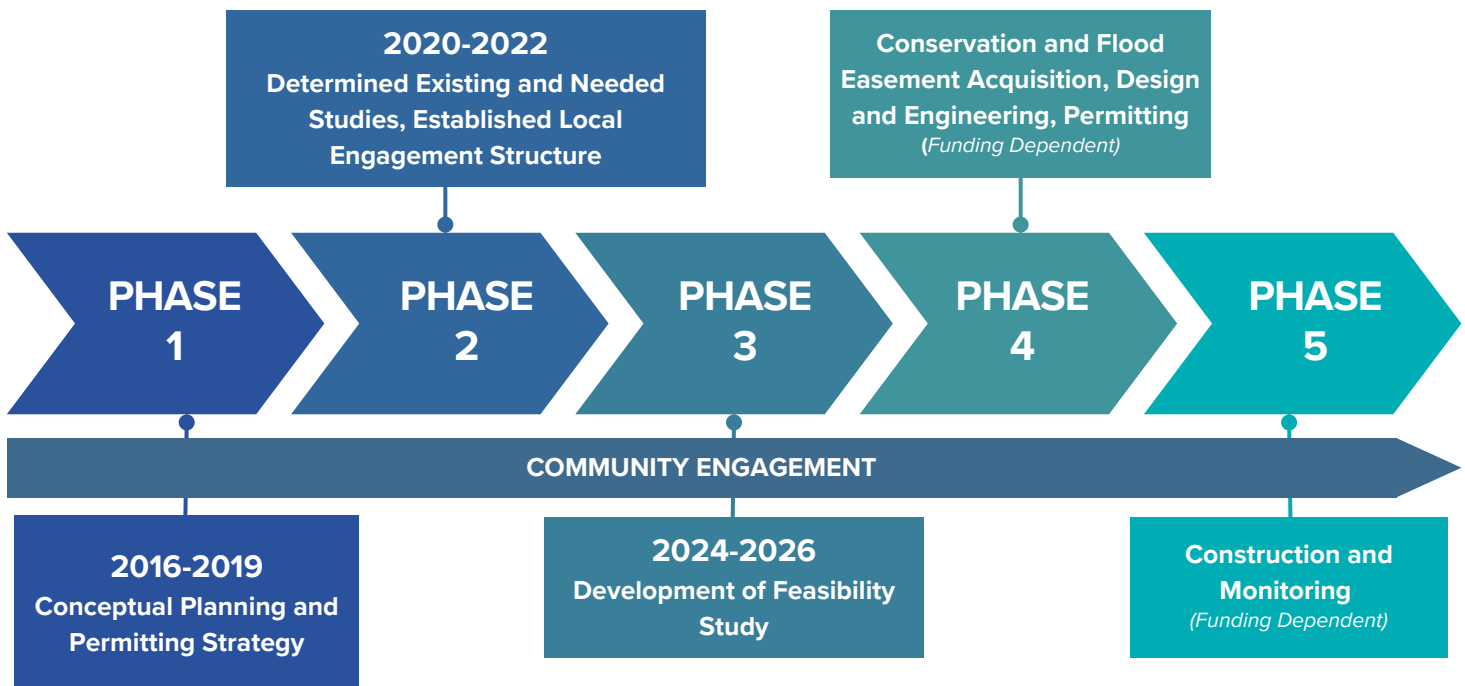 2020-2022
Determined Existing and Needed
Studies, Established Local
Engagement Structure
Conservation and Flood
Easement Acquisition, Design
and Engineering, Permitting
(Funding Dependent)
PHASE
1
PHASE
2
PHASE
3
PHASE
4
PHASE
5
COMMUNITY ENGAGEMENT
2016-2019
Conceptual Planning and
Permitting Strategy
2024-2026
Development of Feasibility
Study
Construction and
Monitoring
(Funding Dependent)